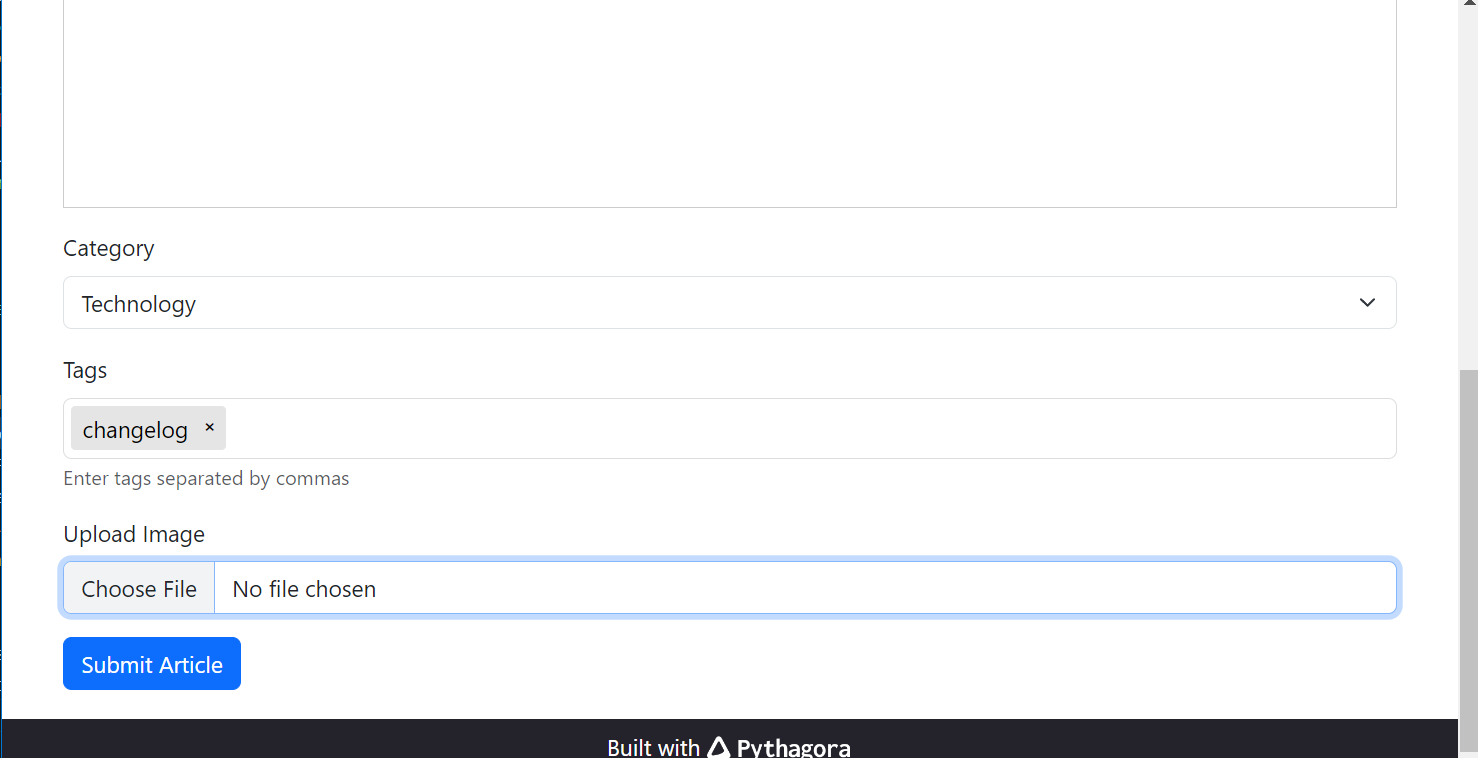 Category
Technology
Tags
changelog ×
Enter tags separated by commas
Upload Image
Choose File No file chosen
Submit Article
Built with Pythagora